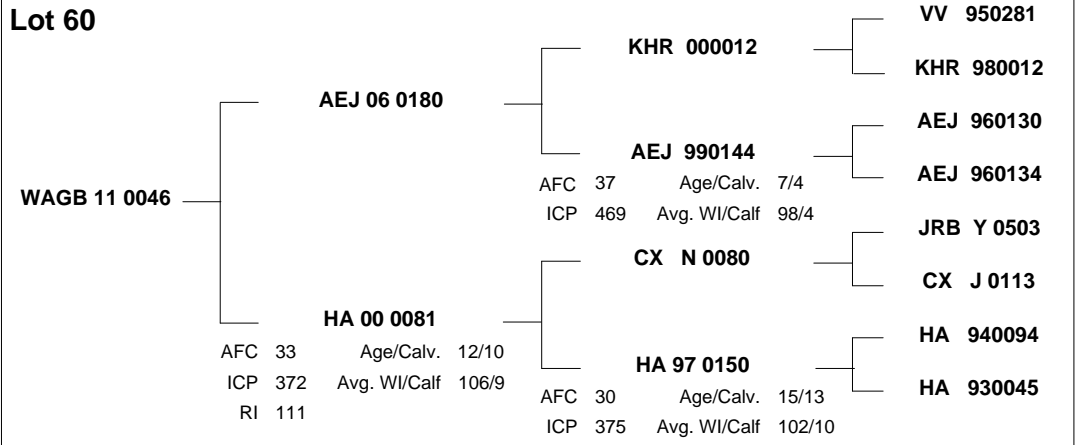 Lot 60
VV 950281
KHR 000012
KHR 980012
AEJ 06 0180
AEJ 960130
AEJ 990144
AFC 37 Age/Calv. 7/4
AEJ 960134
WAGB 11 0046
ICP 469 Avg. WI/Calf 98/4
JRB Y 0503
CX N 0080
CX J 0113
HA 00 0081
AFC 33 Age/Calv. 12/10
HA 940094
HA 97 0150
ICP 372 Avg. WI/Calf 106/9
AFC 30 Age/Calv. 15/13
HA 930045
RI 111
ICP 375 Avg. WI/Calf 102/10